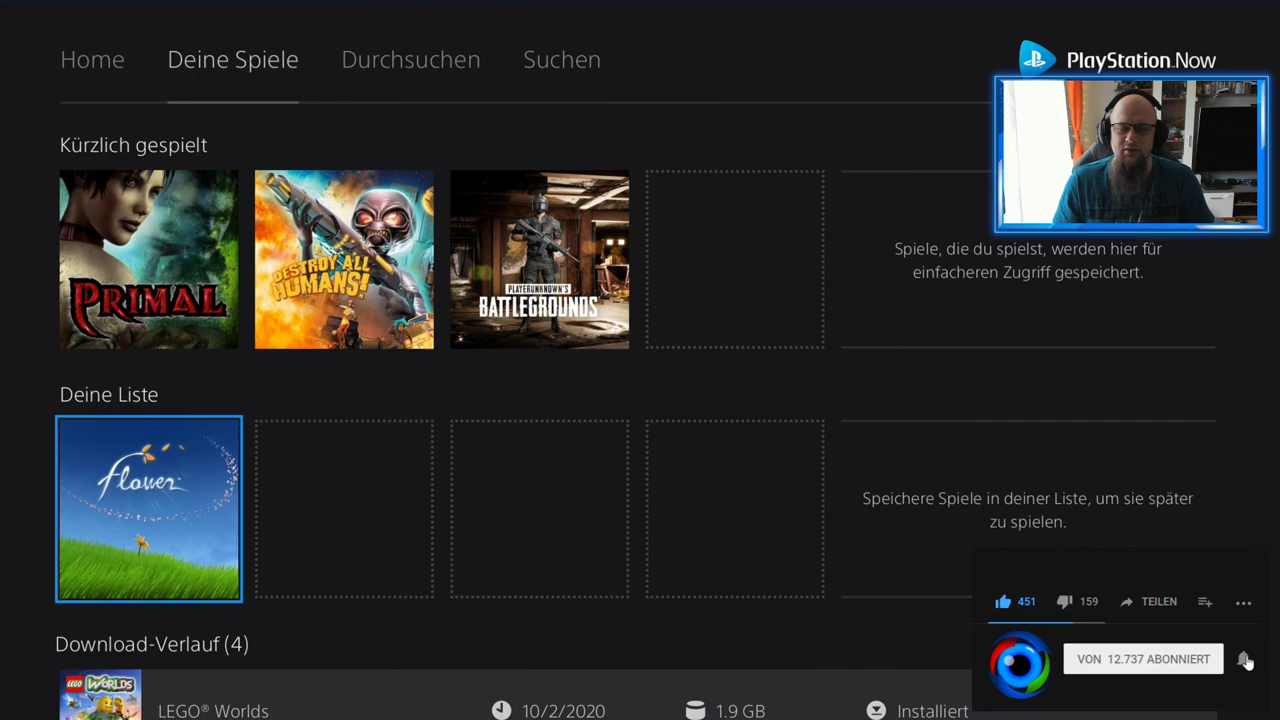 Home Deine Spiele Durchsuchen Suchen
PlayStation.Now
Kürzlich gespielt
PRIMAL
DESTROY ALL
HUMANS!
PLAYERUNKNOWN'S
BATTLEGROUNDS
Spiele, die du spielst, werden hier für
einfacheren Zugriff gespeichert.
Deine Liste
flower
Speichere Spiele in deiner Liste, um sie später
zu spielen.
451 159 TEILEN
VON 12.737 ABONNIERT
Download-Verlauf (4)
LEGO WORLDS
LEGO® Worlds 10/2/2020 1.9 GB Installiert